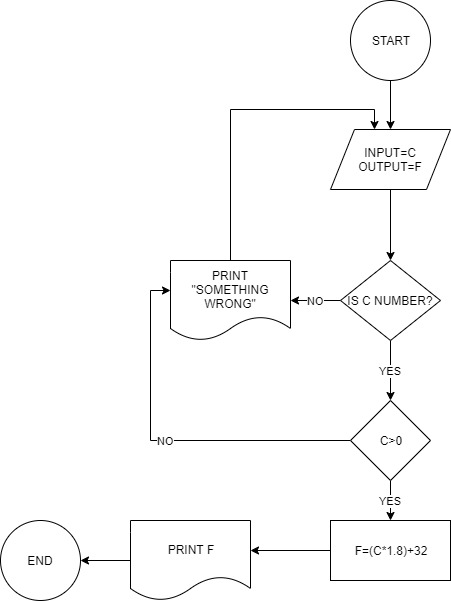 START
INPUT=C
OUTPUT=F
PRINT
"SOMETHING
WRONG"
NO
IS C NUMBER?
YES
NO
C>0
YES
END
PRINT F
F=(C*1.8)+32